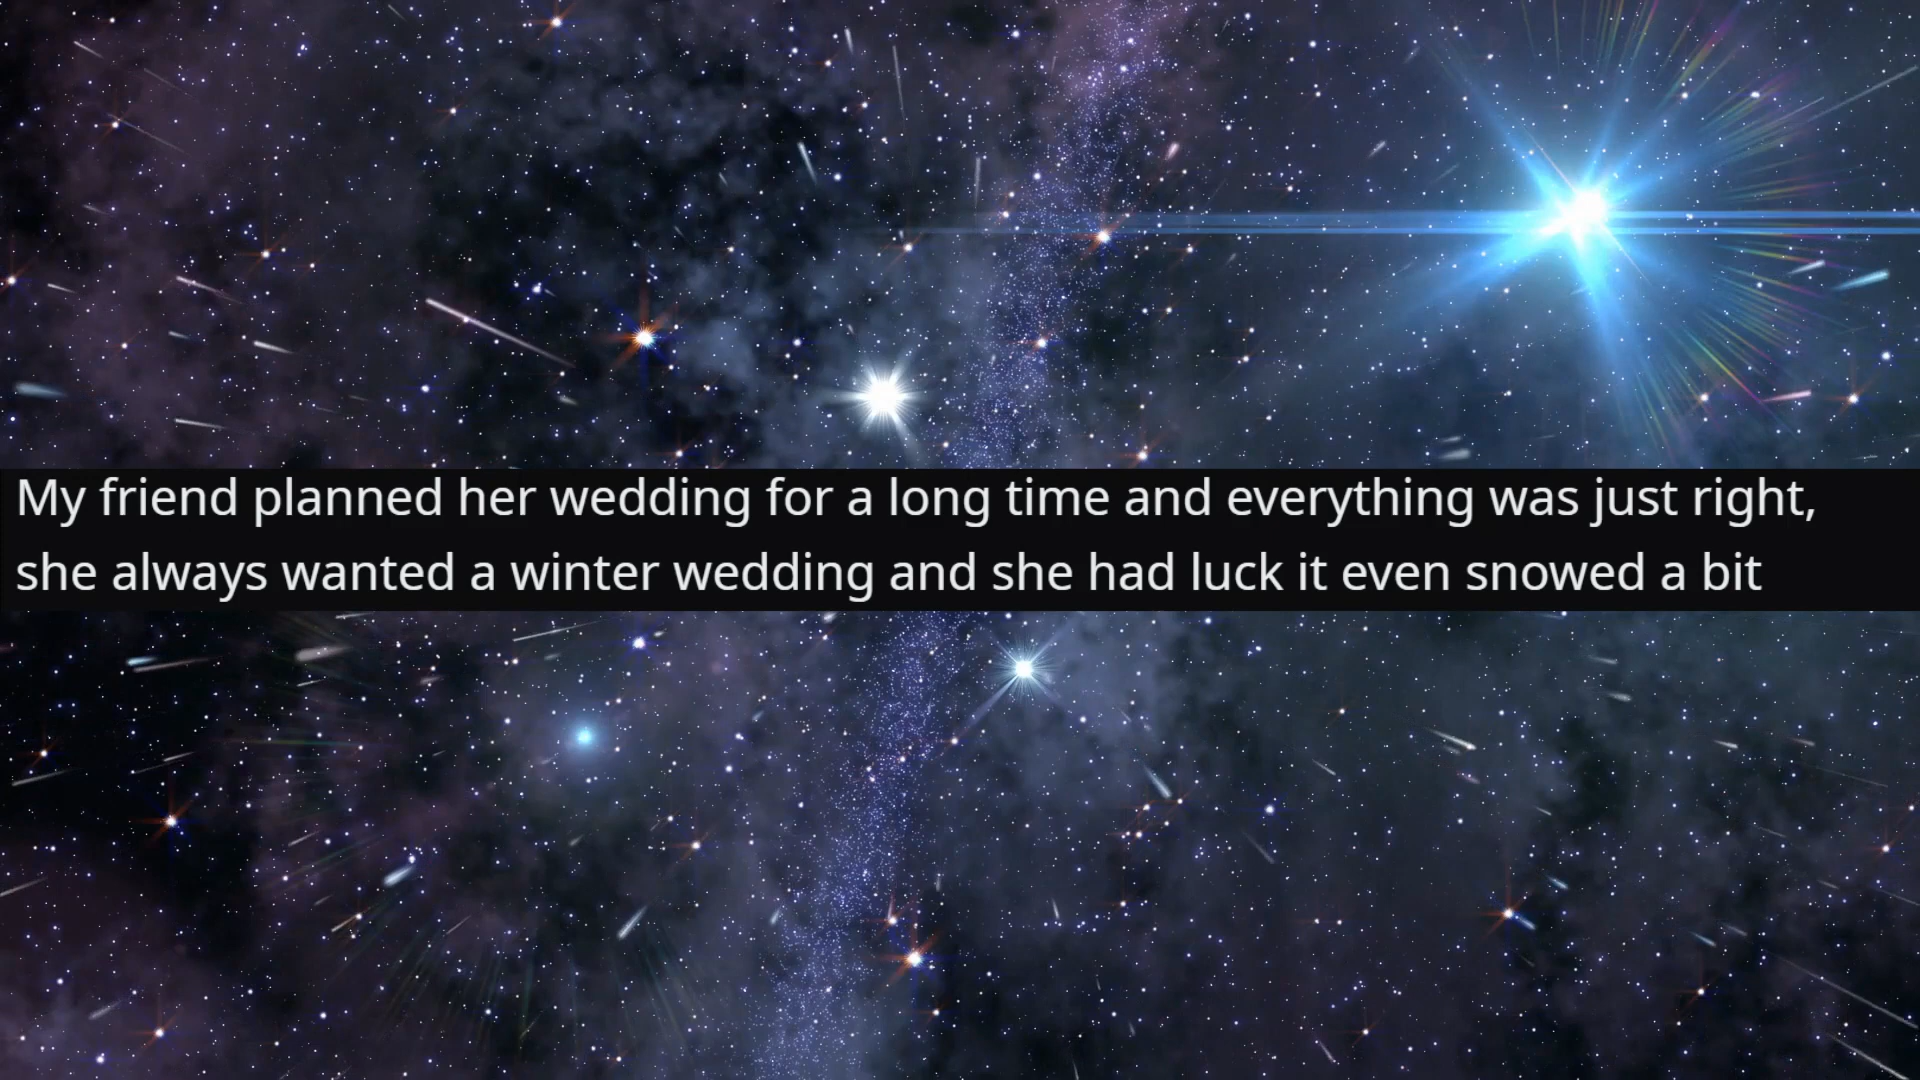 My friend planned her wedding for a long time and everything was just right,
she always wanted a winter wedding and she had luck it even snowed a bit